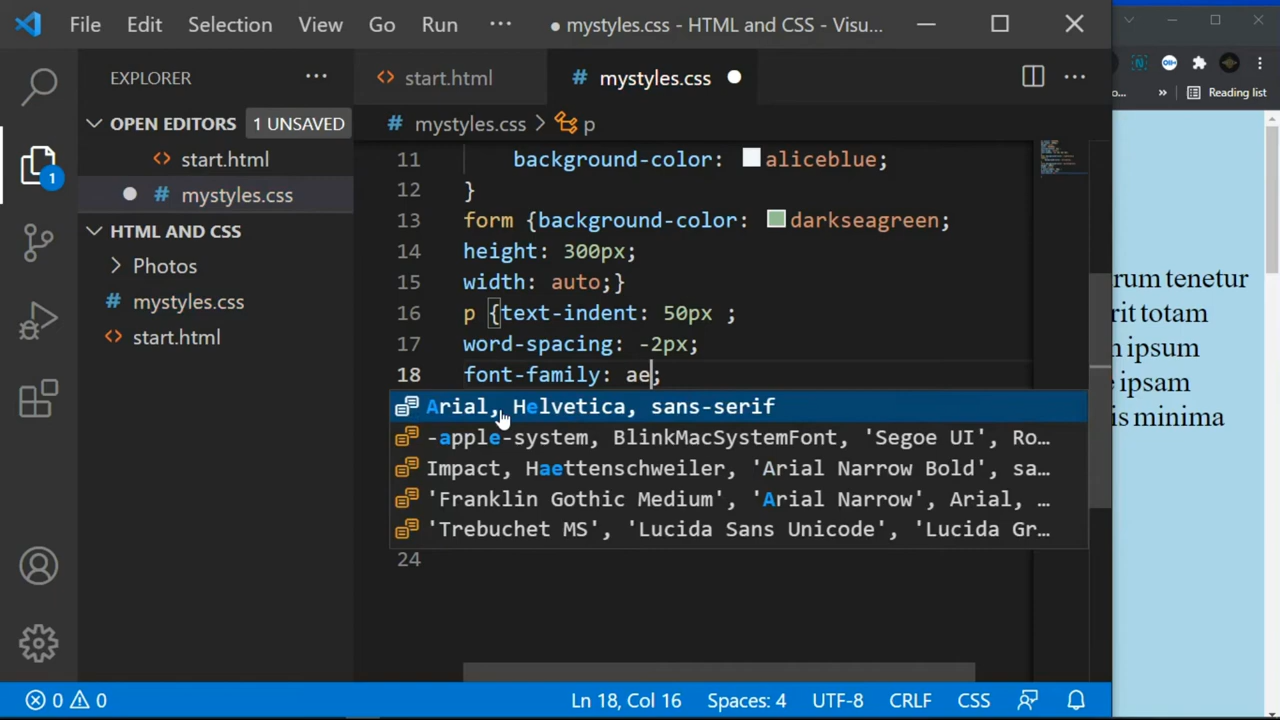 File Edit Selection View Go Run ··· ● mystyles.css - HTML and CSS - Visu...
EXPLORER ···
OPEN EDITORS 1 UNSAVED
<> start.html
● # mystyles.css
HTML AND CSS
Photos
# mystyles.css
<> start.html
1
<> start.html # mystyles.css ●
# mystyles.css > p
11 background-color: aliceblue;
12 }
13 form {background-color: darkseagreen;
14 height: 300px;
15 width: auto;}
16 p {text-indent: 50px ;
17 word-spacing: -2px;
18 font-family: ae;
Arial, Helvetica, sans-serif
-apple-system, BlinkMacSystemFont, 'Segoe UI', Ro...
Impact, Haettenschweiler, 'Arial Narrow Bold', sa...
'Franklin Gothic Medium', 'Arial Narrow', Arial, ...
'Trebuchet MS', 'Lucida Sans Unicode', 'Lucida Gr...
24
0 0 Ln 18, Col 16 Spaces: 4 UTF-8 CRLF CSS
o... » Reading list
rum tenetur
rit totam
n ipsum
e ipsam
is minima